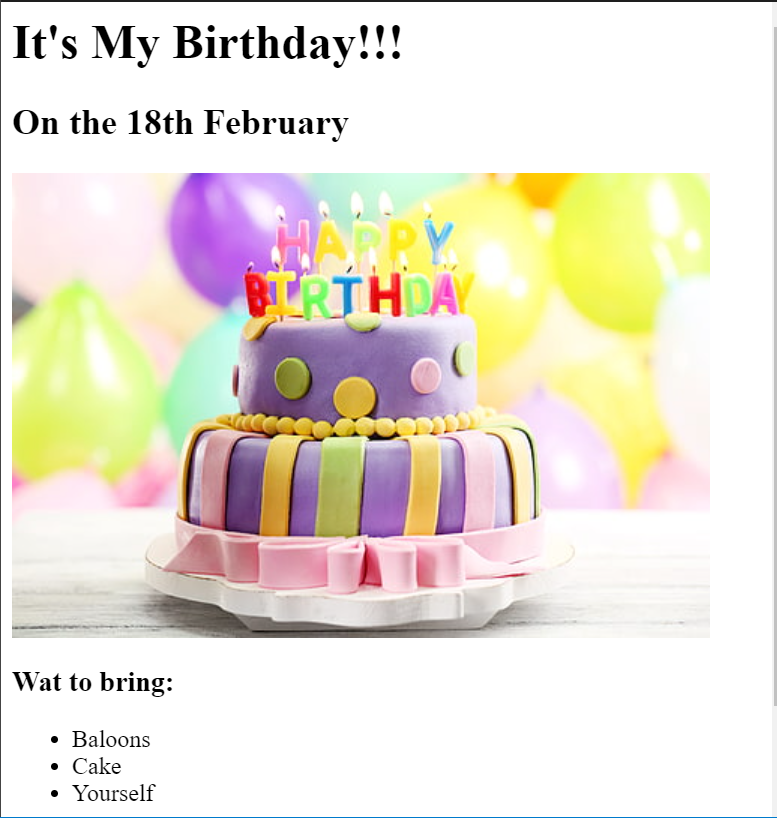 It's My Birthday!!!
On the 18th February
HAPPY
BIRTHDAY
Wat to bring:
Baloons
Cake
Yourself